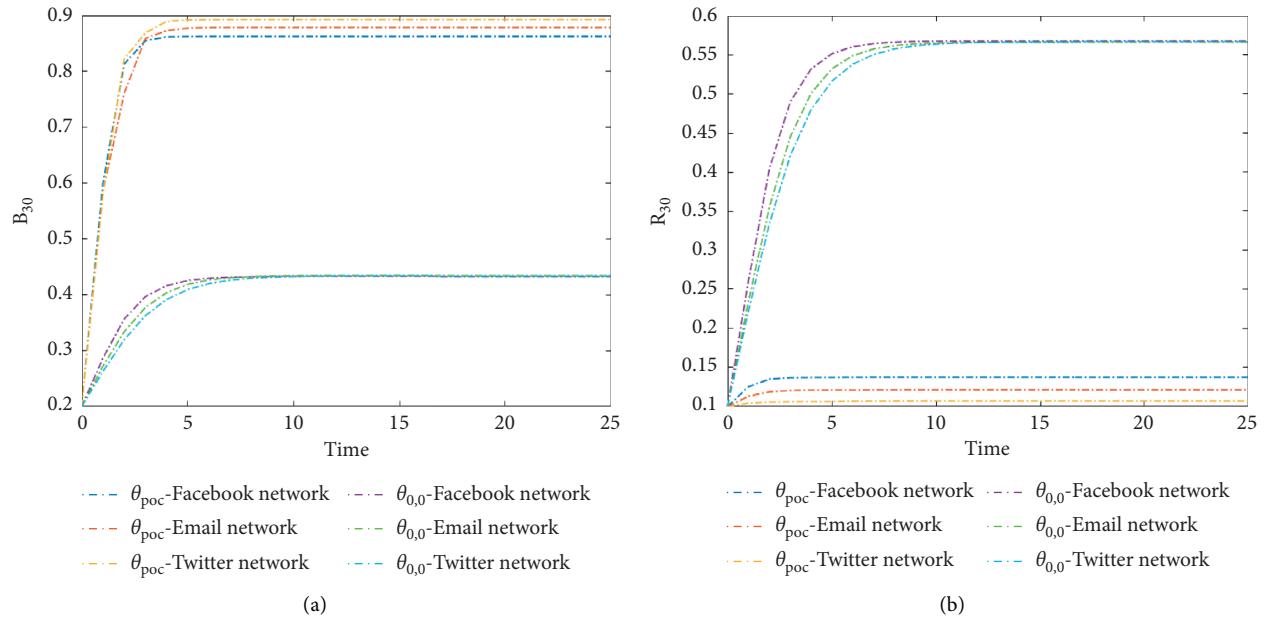 0.9
0.8
0.7
0.6
0.5
0.4
0.3
0.2
B30
0 5 10 15 20 25
Time
θpoc-Facebook network θ0,0-Facebook network
θpoc-Email network θ0,0-Email network
θpoc-Twitter network θ0,0-Twitter network
(a)
0.6
0.55
0.5
0.45
0.4
0.35
0.3
0.25
0.2
0.15
0.1
R30
0 5 10 15 20 25
Time
θpoc-Facebook network θ0,0-Facebook network
θpoc-Email network θ0,0-Email network
θpoc-Twitter network θ0,0-Twitter network
(b)